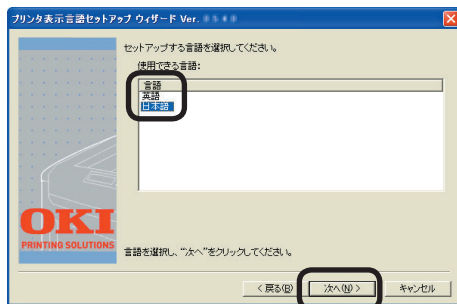 プリンタ表示言語セットアップ ウィザード Ver.
セットアップする言語を選択してください。
使用できる言語:
言語
英語
日本語
OKI
PRINTING SOLUTIONS
言語を選択し、"次へ"をクリックしてください。
< 戻る(B)
次へ(N) >
キャンセル